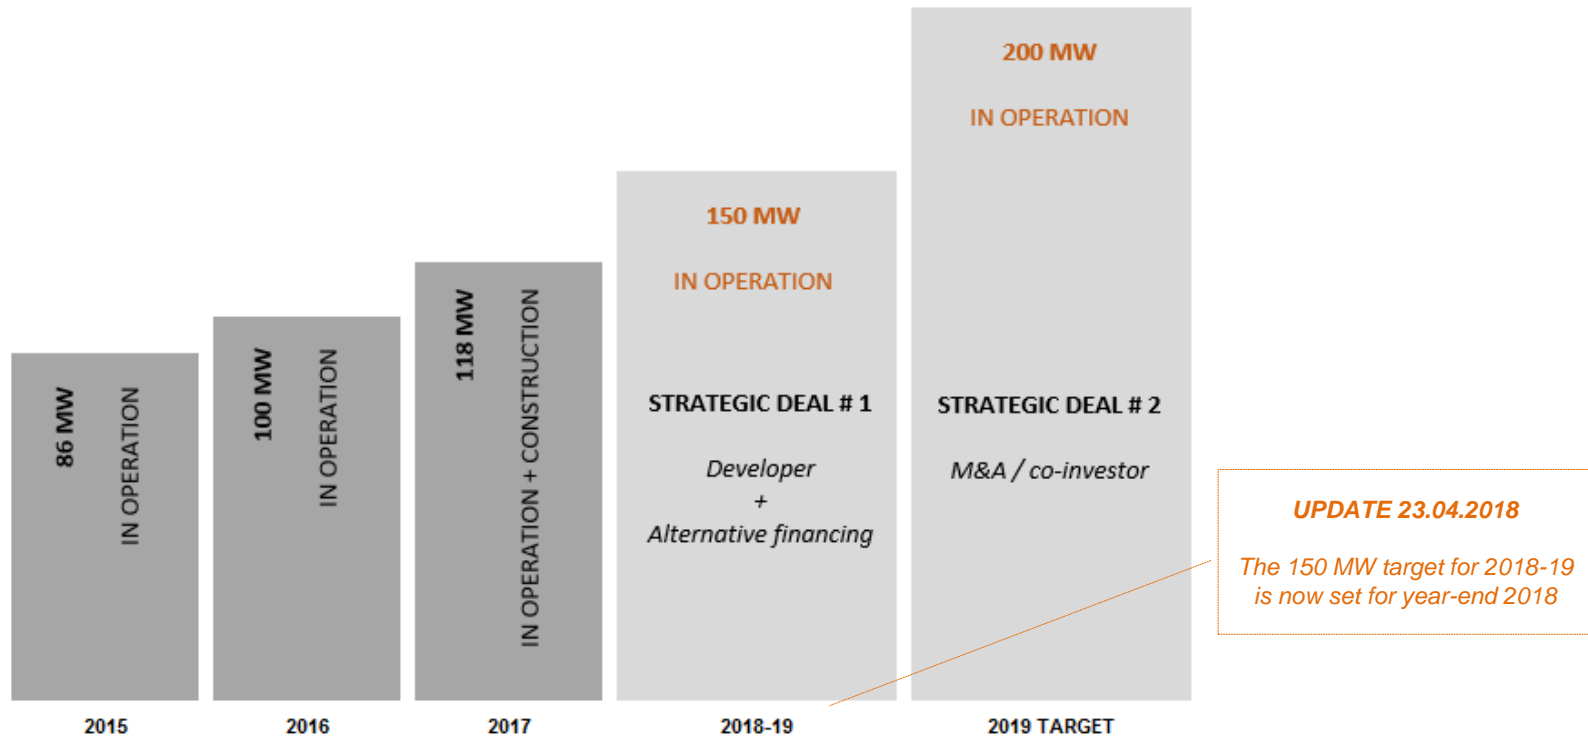 86 MW
IN OPERATION
2015
100 MW
IN OPERATION
2016
118 MW
IN OPERATION + CONSTRUCTION
2017
150 MW
IN OPERATION
STRATEGIC DEAL # 1
Developer
+
Alternative financing
2018-19
200 MW
IN OPERATION
STRATEGIC DEAL # 2
M&A / co-investor
2019 TARGET
UPDATE 23.04.2018
The 150 MW target for 2018-19
is now set for year-end 2018